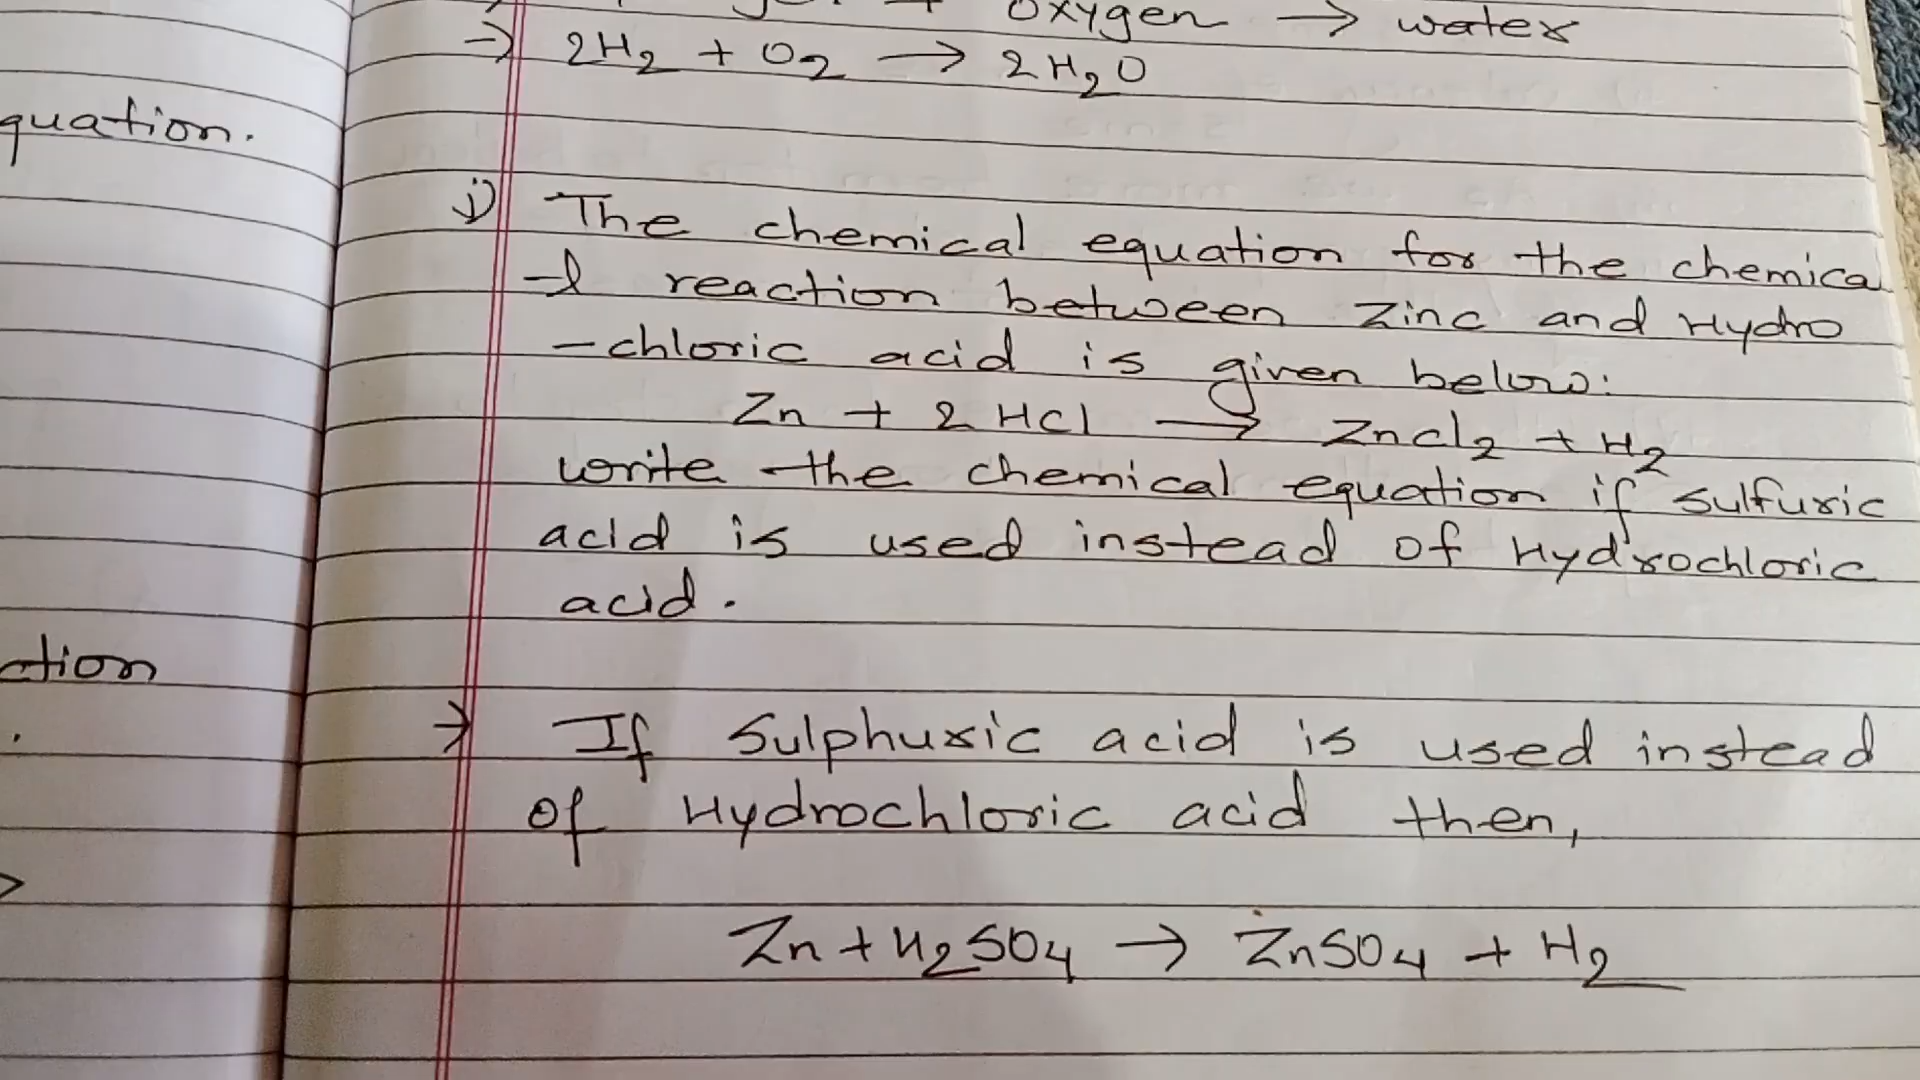 + oxygen → water
→ 2H₂ + O₂ → 2H₂O
quation.
j) The chemical equation for the chemica
-l reaction between zinc and Hydro
-chloric acid is given below:
Zn + 2 HCl → ZnCl₂ + H₂
write the chemical equation if sulfuric
acid is used instead of Hydrochloric
acid.
ction
.
→ If Sulphuric acid is used instead
of Hydrochloric acid then,
Zn + H₂SO₄ → ZnSO₄ + H₂